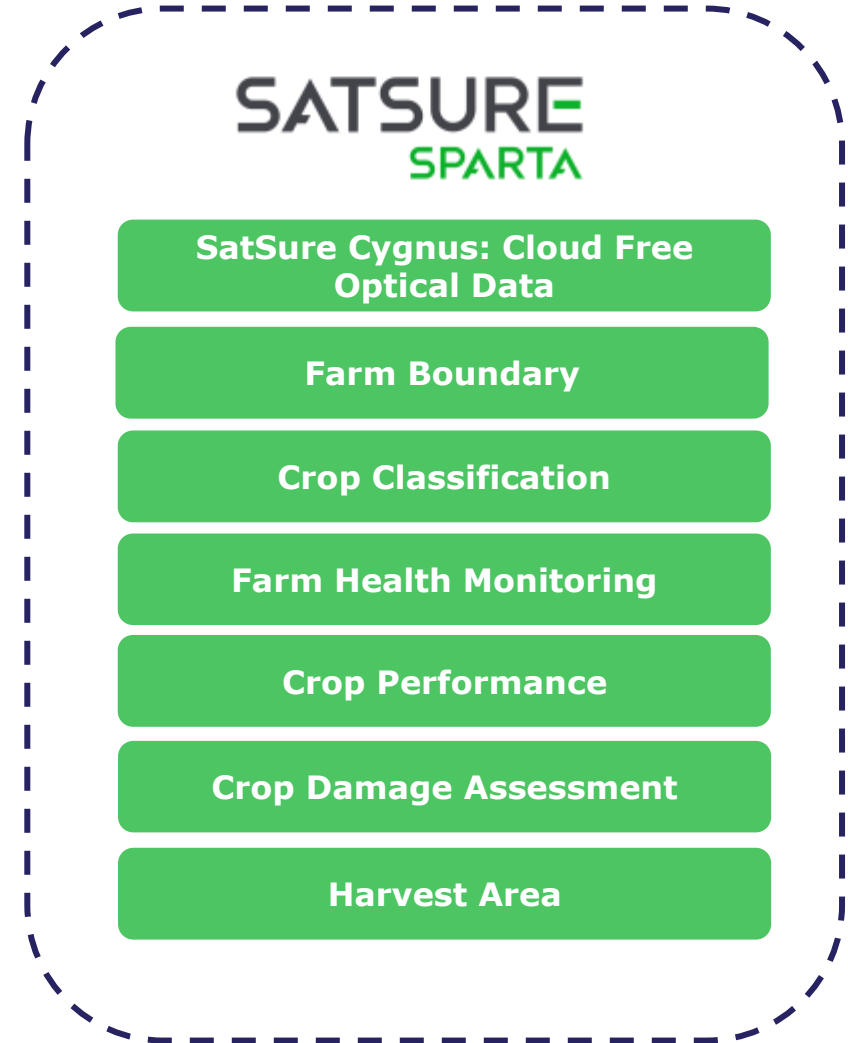 SATSURE
SPARTA
SatSure Cygnus: Cloud Free
Optical Data
Farm Boundary
Crop Classification
Farm Health Monitoring
Crop Performance
Crop Damage Assessment
Harvest Area